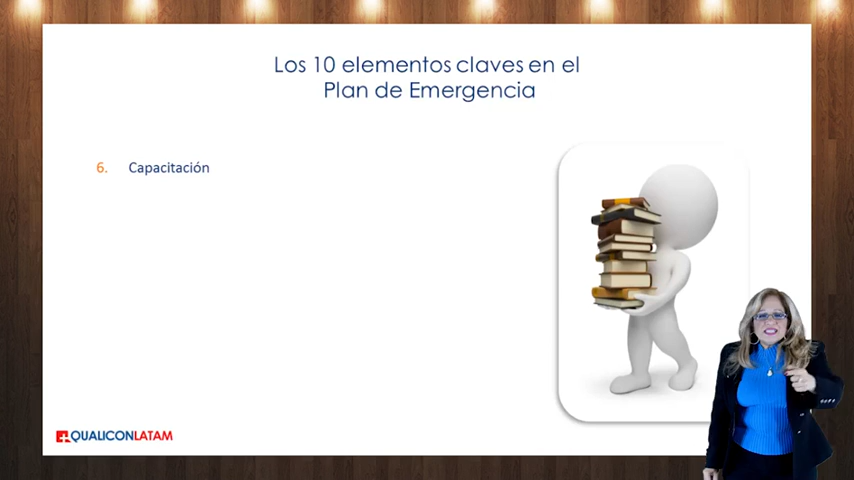 Los 10 elementos claves en el
Plan de Emergencia
6. Capacitación
QUALICONLATAM